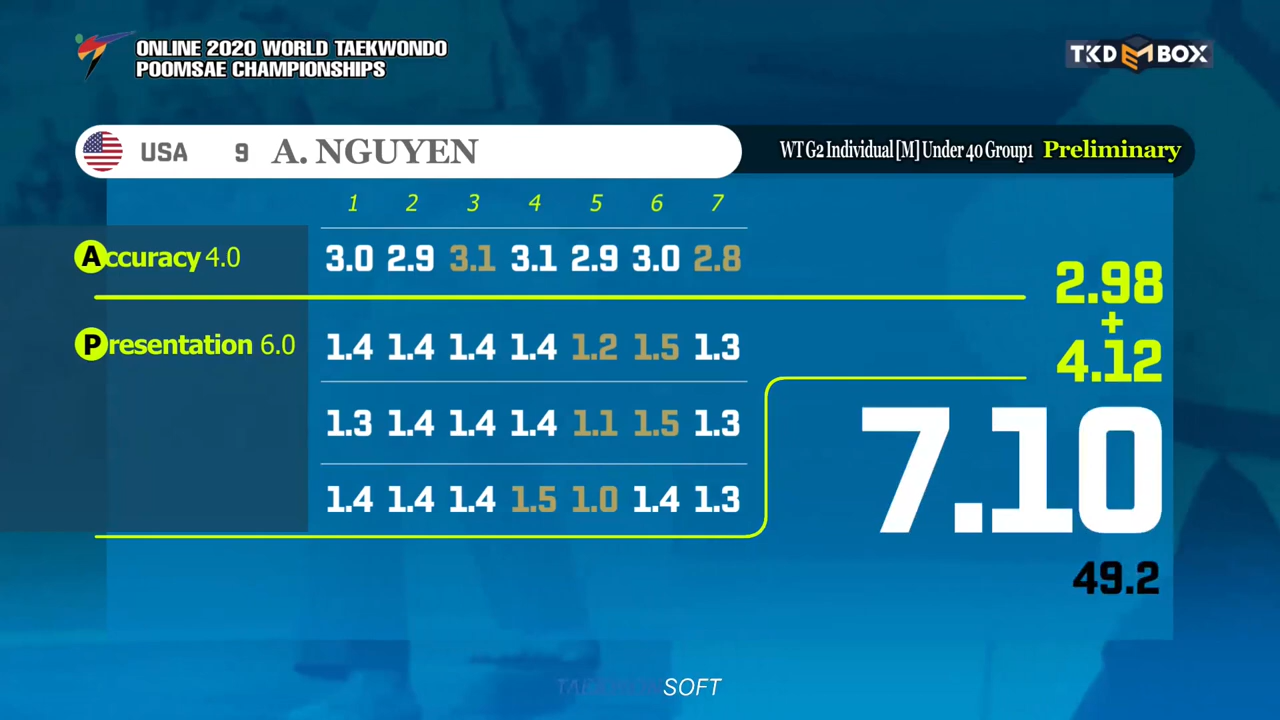 ONLINE 2020 WORLD TAEKWONDO
POOMSAE CHAMPIONSHIPS
TKD BOX
USA 9 A. NGUYEN
WT G2 Individual [M] Under 40 Group1 Preliminary
1 2 3 4 5 6 7
Accuracy 4.0 3.0 2.9 3.1 3.1 2.9 3.0 2.8
2.98
+
4.12
Presentation 6.0 1.4 1.4 1.4 1.4 1.2 1.5 1.3
1.3 1.4 1.4 1.4 1.1 1.5 1.3
1.4 1.4 1.4 1.5 1.0 1.4 1.3
7.10
49.2
TAEKWONSOFT